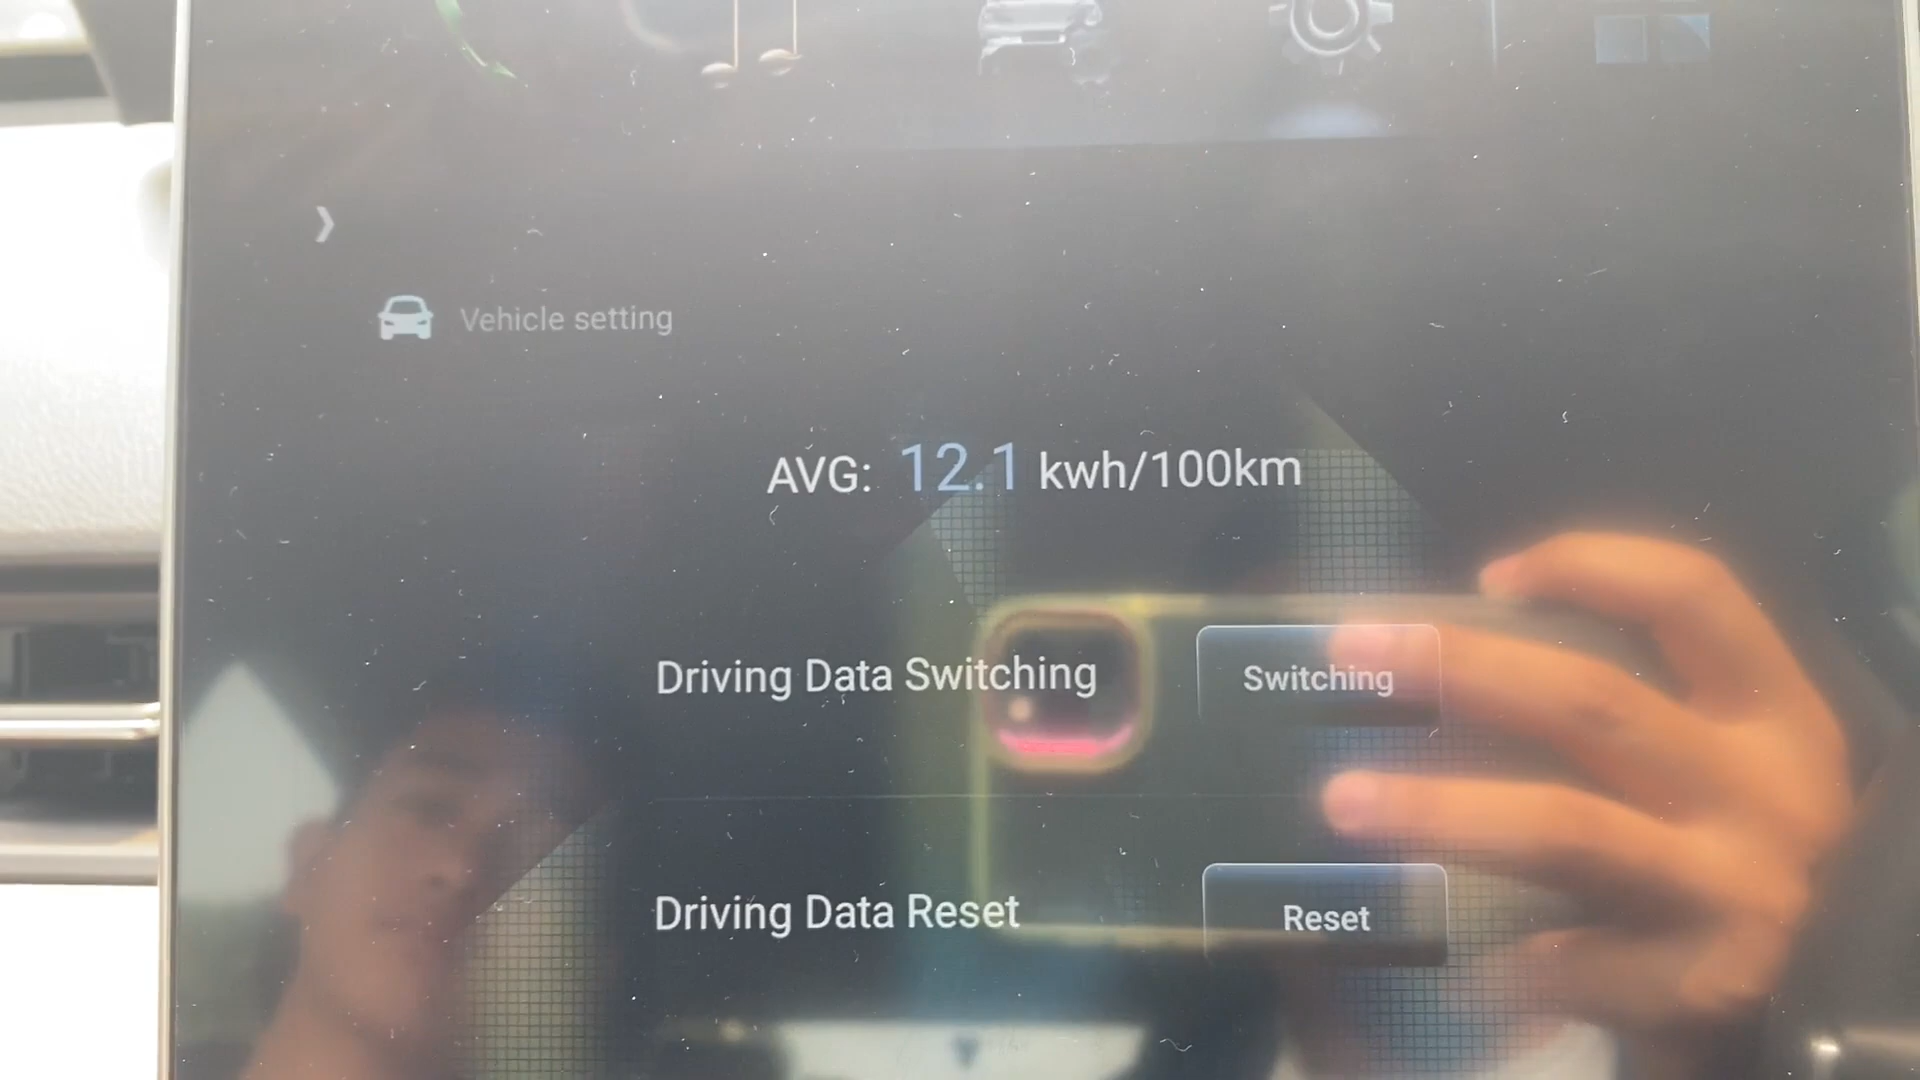 Vehicle setting
AVG: 12.1 kwh/100km
Driving Data Switching
Switching
Driving Data Reset
Reset